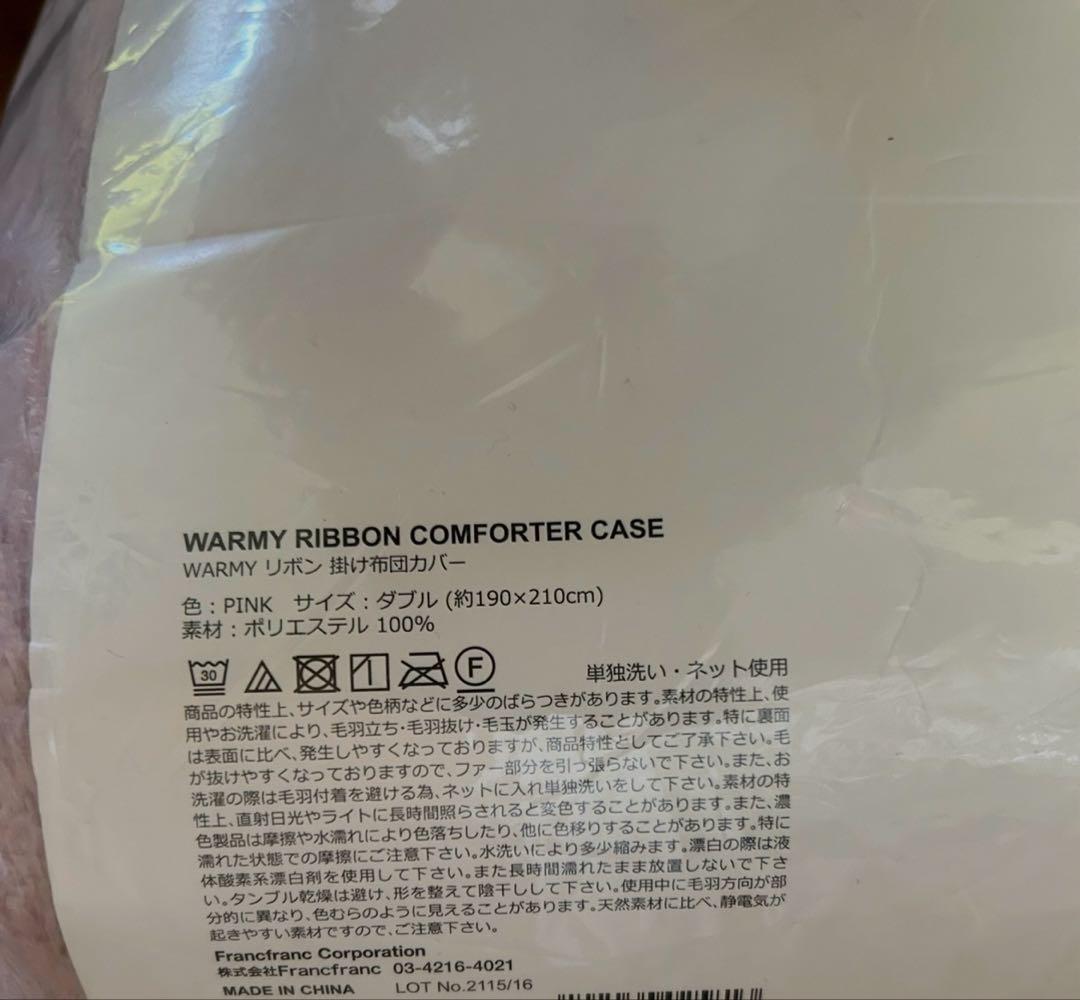 WARMY RIBBON COMFORTER CASE
WARMY リボン 掛け布団カバー
色：PINK　サイズ：ダブル (約190×210cm)
素材：ポリエステル 100%
30
F
単独洗い・ネット使用
商品の特性上、サイズや色柄などに多少のばらつきがあります。素材の特性上、使
用やお洗濯により、毛羽立ち・毛羽抜け・毛玉が発生することがあります。特に裏面
は表面に比べ、発生しやすくなっておりますが、商品特性としてご了承下さい。毛
が抜けやすくなっておりますので、ファー部分を引っ張らないで下さい。また、お
洗濯の際は毛羽付着を避ける為、ネットに入れ単独洗いをして下さい。素材の特
性上、直射日光やライトに長時間照らされると変色することがあります。また、濃
色製品は摩擦や水濡れにより色落ちしたり、他に色移りすることがあります。特に
濡れた状態での摩擦にご注意下さい。水洗いにより多少縮みます。漂白の際は液
体酸素系漂白剤を使用して下さい。また長時間濡れたまま放置しないで下さ
い。タンブル乾燥は避け、形を整えて陰干しして下さい。使用中に毛羽方向が部
分的に異なり、色むらのように見えることがあります。天然素材に比べ、静電気が
起きやすい素材ですので、ご注意下さい。
Francfranc Corporation
株式会社Francfranc 03-4216-4021
MADE IN CHINA LOT No.2115/16